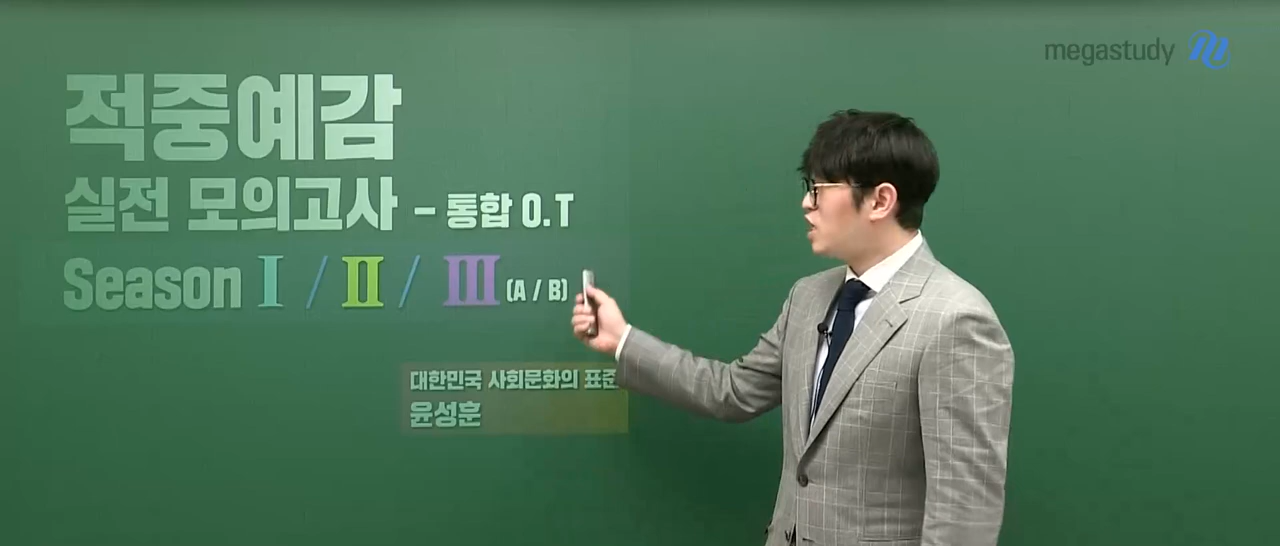 megastudy
적중예감
실전 모의고사 - 통합 O.T
Season Ⅰ / Ⅱ / Ⅲ (A / B)
대한민국 사회문화의 표준
윤성훈